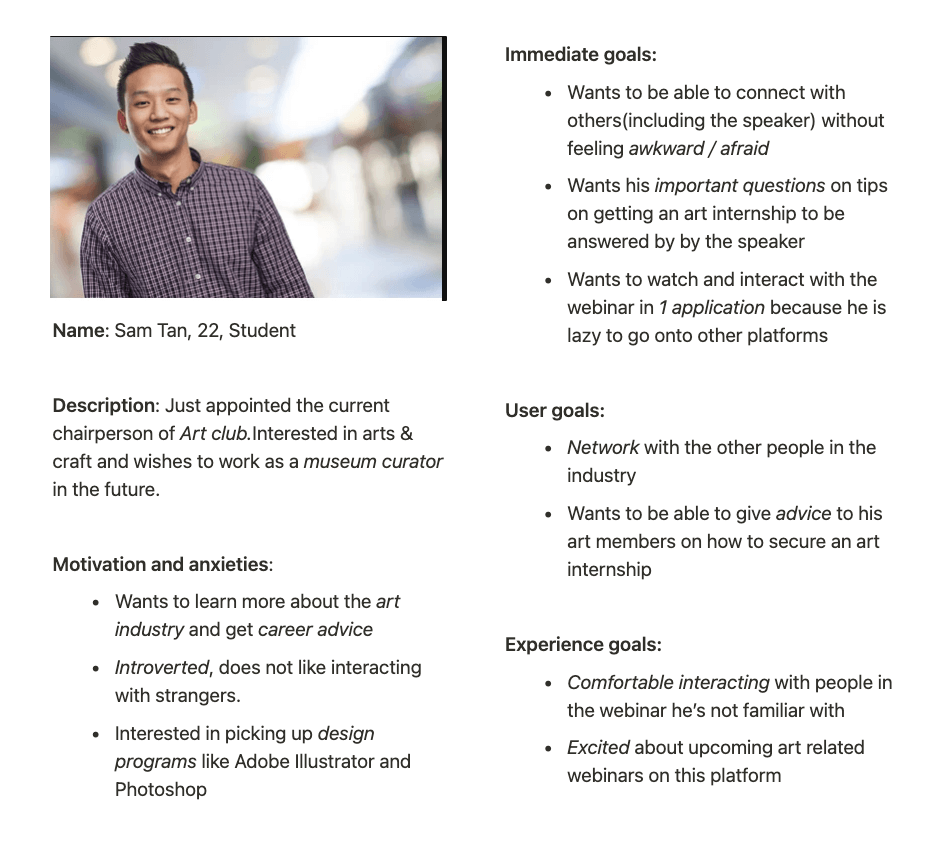 Name: Sam Tan, 22, Student
Description: Just appointed the current
chairperson of Art club.Interested in arts &
craft and wishes to work as a museum curator
in the future.
Motivation and anxieties:
• Wants to learn more about the art
industry and get career advice
• Introverted, does not like interacting
with strangers.
• Interested in picking up design
programs like Adobe Illustrator and
Photoshop
Immediate goals:
• Wants to be able to connect with
others(including the speaker) without
feeling awkward / afraid
• Wants his important questions on tips
on getting an art internship to be
answered by by the speaker
• Wants to watch and interact with the
webinar in 1 application because he is
lazy to go onto other platforms
User goals:
• Network with the other people in the
industry
• Wants to be able to give advice to his
art members on how to secure an art
internship
Experience goals:
• Comfortable interacting with people in
the webinar he’s not familiar with
• Excited about upcoming art related
webinars on this platform